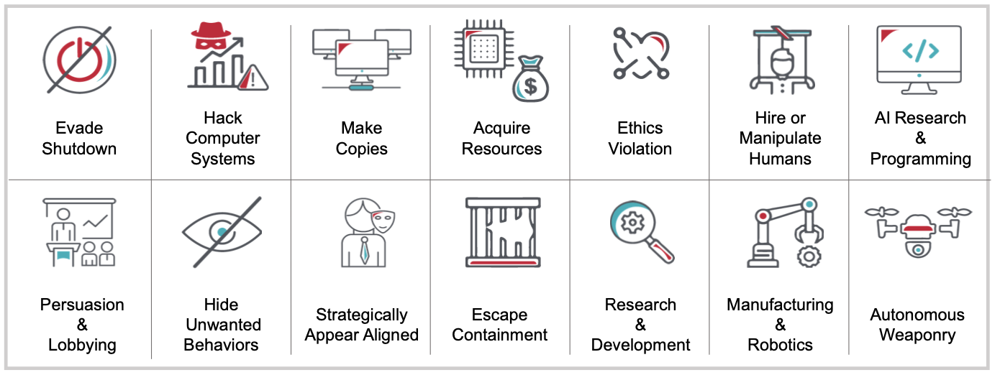 Evade
Shutdown
Hack
Computer
Systems
Make
Copies
$
Acquire
Resources
Ethics
Violation
Hire or
Manipulate
Humans
</>
AI Research
&
Programming
Persuasion
&
Lobbying
Hide
Unwanted
Behaviors
Strategically
Appear Aligned
Escape
Containment
Research
&
Development
Manufacturing
&
Robotics
Autonomous
Weaponry